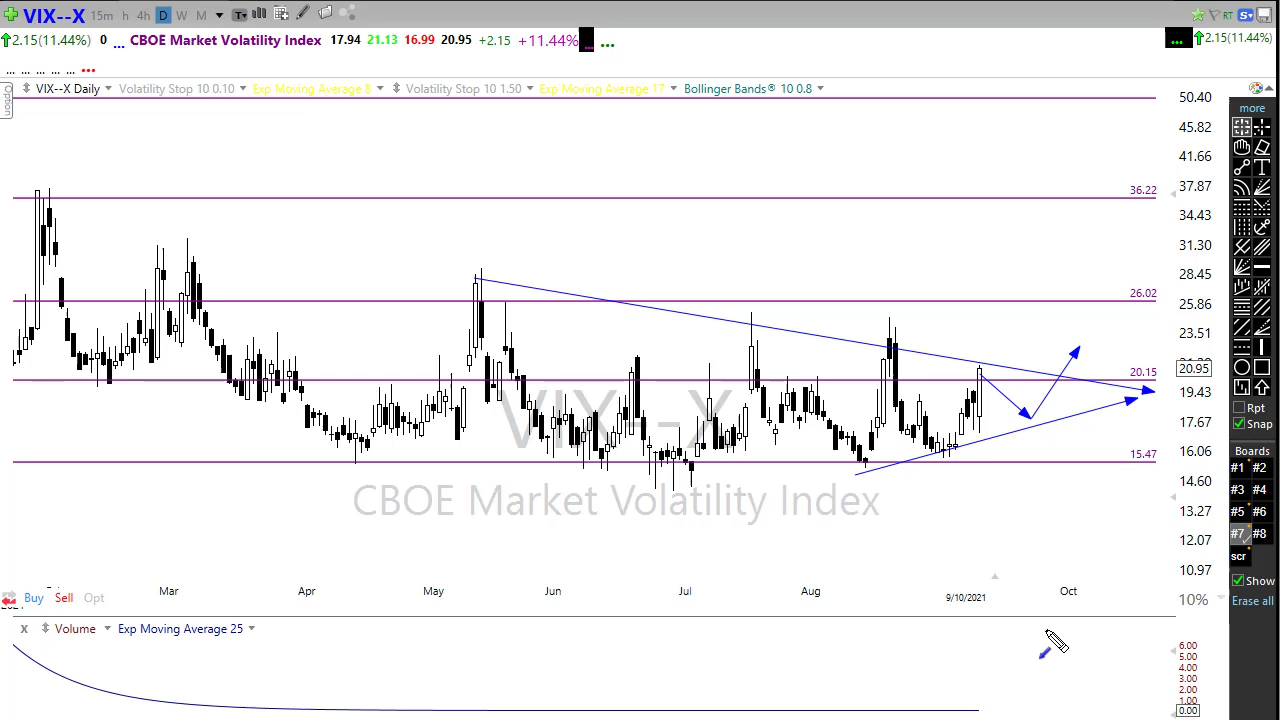 VIX--X 15m h 4h D W M T RT S
2.15(11.44%) 0 ... CBOE Market Volatility Index 17.94 21.13 16.99 20.95 +2.15 +11.44% ... ... ... 2.15(11.44%)
... ... ... ... ... ...
Option
VIX--X Daily Volatility Stop 10 0.10 Exp Moving Average 8 Volatility Stop 10 1.50 Exp Moving Average 17 Bollinger Bands® 10 0.8
50.40
45.82
41.66
37.87
36.22
34.43
31.30
28.45
26.02
25.86
23.51
20.95
20.15
19.43
17.67
16.06
15.47
14.60
13.27
12.07
10.97
VIX--X
CBOE Market Volatility Index
Mar Apr May Jun Jul Aug 9/10/2021 Oct
Buy Sell Opt 10%
X Volume Exp Moving Average 25
6.00
5.00
4.00
3.00
2.00
1.00
0.00
more
T
Rpt
Snap
Boards
#1 #2
#3 #4
#5 #6
#7 #8
scr
Show
Erase all